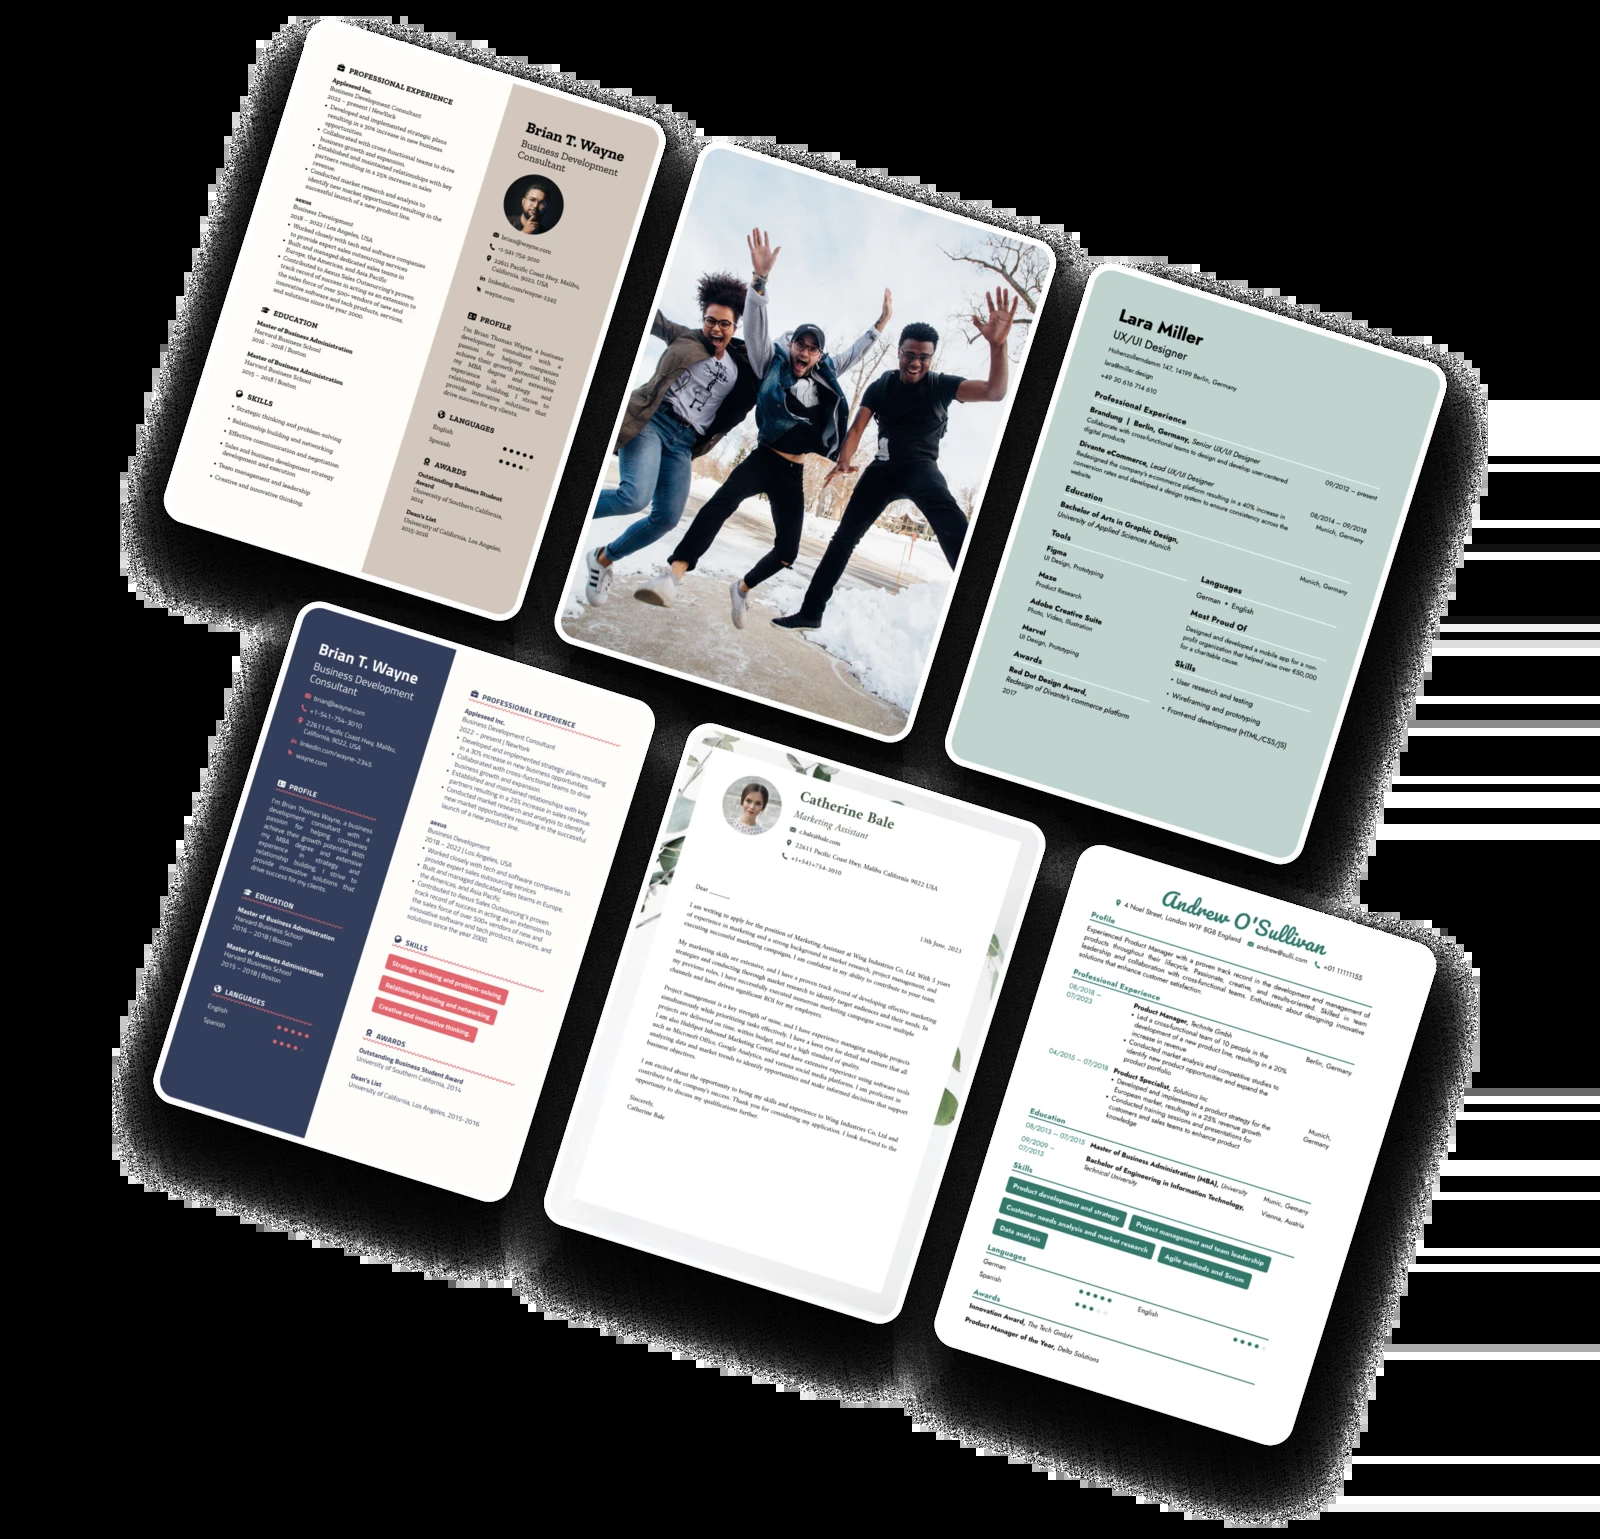 PROFESSIONAL EXPERIENCE
Appleseed Inc.
Business Development Consultant
2022 – present | NewYork
• Developed and implemented strategic plans
resulting in a 30% increase in new business
opportunities.
• Collaborated with cross-functional teams to drive
business growth and expansion.
• Established and maintained relationships with key
partners resulting in a 25% increase in sales
revenue.
• Conducted market research and analysis to
identify new market opportunities resulting in the
successful launch of a new product line.
aexus
Business Development
2018 – 2022 | Los Angeles, USA
• Worked closely with tech and software companies
to provide expert sales outsourcing services
• Built and managed dedicated sales teams in
Europe, the Americas, and Asia Pacific
• Contributed to Aexus Sales Outsourcing's proven
track record of success in acting as an extension to
the sales force of over 500+ vendors of new and
innovative software and tech products, services,
and solutions since the year 2000.
EDUCATION
Master of Business Administration
Harvard Business School
2016 – 2018 | Boston
Master of Business Administration
Harvard Business School
2015 – 2018 | Boston
SKILLS
• Strategic thinking and problem-solving
• Relationship building and networking
• Effective communication and negotiation
• Sales and business development strategy
development and execution
• Team management and leadership
• Creative and innovative thinking.
Brian T. Wayne
Business Development
Consultant
brian@wayne.com
+1-541-754-3010
22611 Pacific Coast Hwy, Malibu,
California, 9022, USA
linkedin.com/wayne-2345
wayne.com
PROFILE
I'm Brian Thomas Wayne, a business
development consultant with a
passion for helping companies
achieve their growth potential. With
my MBA degree and extensive
experience in strategy and
relationship building, I strive to
provide innovative solutions that
drive success for my clients.
LANGUAGES
English
Spanish
AWARDS
Outstanding Business Student
Award
University of Southern California,
2014
Dean's List
University of California, Los Angeles,
2015-2016
Lara Miller
UX/UI Designer
Hohenzollerndamm 147, 14199 Berlin, Germany
lara@miller.design
+49 30 616 714 610
Professional Experience
Brandung | Berlin, Germany, Senior UX/UI Designer
09/2012 – present
Collaborate with cross-functional teams to design and develop user-centered
digital products
Divante eCommerce, Lead UX/UI Designer
08/2014 – 09/2018
Munich, Germany
Redesigned the company's e-commerce platform resulting in a 40% increase in
conversion rates and developed a design system to ensure consistency across the
website
Education
Bachelor of Arts in Graphic Design,
Munich, Germany
University of Applied Sciences Munich
Tools
Figma
UI Design, Prototyping
Maze
Product Research
Adobe Creative Suite
Photo, Video, Illustration
Marvel
UI Design, Prototyping
Awards
Red Dot Design Award,
Redesign of Divante's commerce platform
2017
Languages
German • English
Most Proud Of
Designed and developed a mobile app for a non-
profit organization that helped raise over €50,000
for a charitable cause.
Skills
• User research and testing
• Wireframing and prototyping
• Front-end development (HTML/CSS/JS)
Brian T. Wayne
Business Development
Consultant
brian@wayne.com
+1-541-754-3010
22611 Pacific Coast Hwy, Malibu,
California, 9022, USA
linkedin.com/wayne-2345
wayne.com
PROFILE
I'm Brian Thomas Wayne, a business
development consultant with a
passion for helping companies
achieve their growth potential. With
my MBA degree and extensive
experience in strategy and
relationship building, I strive to
provide innovative solutions that
drive success for my clients.
EDUCATION
Master of Business Administration
Harvard Business School
2016 – 2018 | Boston
Master of Business Administration
Harvard Business School
2015 – 2018 | Boston
LANGUAGES
English
Spanish
PROFESSIONAL EXPERIENCE
Appleseed Inc.
Business Development Consultant
2022 – present | NewYork
• Developed and implemented strategic plans resulting
in a 30% increase in new business opportunities.
• Collaborated with cross-functional teams to drive
business growth and expansion.
• Established and maintained relationships with key
partners resulting in a 25% increase in sales revenue.
• Conducted market research and analysis to identify
new market opportunities resulting in the successful
launch of a new product line.
aexus
Business Development
2018 – 2022 | Los Angeles, USA
• Worked closely with tech and software companies to
provide expert sales outsourcing services
• Built and managed dedicated sales teams in Europe,
the Americas, and Asia Pacific
• Contributed to Aexus Sales Outsourcing's proven
track record of success in acting as an extension to
the sales force of over 500+ vendors of new and
innovative software and tech products, services, and
solutions since the year 2000.
SKILLS
Strategic thinking and problem-solving
Relationship building and networking
Creative and innovative thinking.
AWARDS
Outstanding Business Student Award
University of Southern California, 2014
Dean's List
University of California, Los Angeles, 2015-2016
Catherine Bale
Marketing Assistant
c.bale@bale.com
22611 Pacific Coast Hwy, Malibu California 9022 USA
+1+541+754-3010
13th June, 2023
Dear
I am writing to apply for the position of Marketing Assistant at Wing Industries Co, Ltd. With 5 years
of experience in marketing and a strong background in market research, project management, and
executing successful marketing campaigns, I am confident in my ability to contribute to your team.
My marketing skills are extensive, and I have a proven track record of developing effective marketing
strategies and conducting thorough market research to identify target audiences and their needs. In
my previous roles, I have successfully executed numerous marketing campaigns across multiple
channels and have driven significant ROI for my employers.
Project management is a key strength of mine, and I have experience managing multiple projects
simultaneously while prioritizing tasks effectively. I have a keen eye for detail and ensure that all
projects are delivered on time, within budget, and to a high standard of quality.
I am also HubSpot Inbound Marketing Certified and have extensive experience using software tools
such as Microsoft Office, Google Analytics, and various social media platforms. I am proficient in
analyzing data and market trends to identify opportunities and make informed decisions that support
business objectives.
I am excited about the opportunity to bring my skills and experience to Wing Industries Co, Ltd and
contribute to the company's success. Thank you for considering my application. I look forward to the
opportunity to discuss my qualifications further.
Sincerely,
Catherine Bale
Andrew O'Sullivan
4 Noel Street, London W1F 8GB England andrew@sulli.com +01 11111155
Profile
Experienced Product Manager with a proven track record in the development and management of
products throughout their lifecycle. Passionate, creative, and results-oriented. Skilled in team
leadership and collaboration with cross-functional teams. Enthusiastic about designing innovative
solutions that enhance customer satisfaction.
Professional Experience
08/2018 –
07/2023
Product Manager, Technite Gmbh
Berlin, Germany
• Led a cross-functional team of 10 people in the
development of a new product line, resulting in a 20%
increase in revenue
• Conducted market analysis and competitive studies to
identify new product opportunities and expand the
product portfolio
04/2015 – 07/2018
Product Specialist, Solutions Inc
Munich,
Germany
• Developed and implemented a product strategy for the
European market, resulting in a 25% revenue growth
• Conducted training sessions and presentations for
customers and sales teams to enhance product
knowledge
Education
08/2013 – 07/2015
Master of Business Administration (MBA), University
Munic, Gemany
09/2009 –
07/2013
Bachelor of Engineering in Information Technology,
Technical University
Vienna, Austria
Skills
Product development and strategy
Project management and team leadership
Customer needs analysis and market research
Agile methods and Scrum
Data analysis
Languages
German
English
Spanish
Awards
Innovation Award, The Tech GmbH
Product Manager of the Year, Delta Solutions